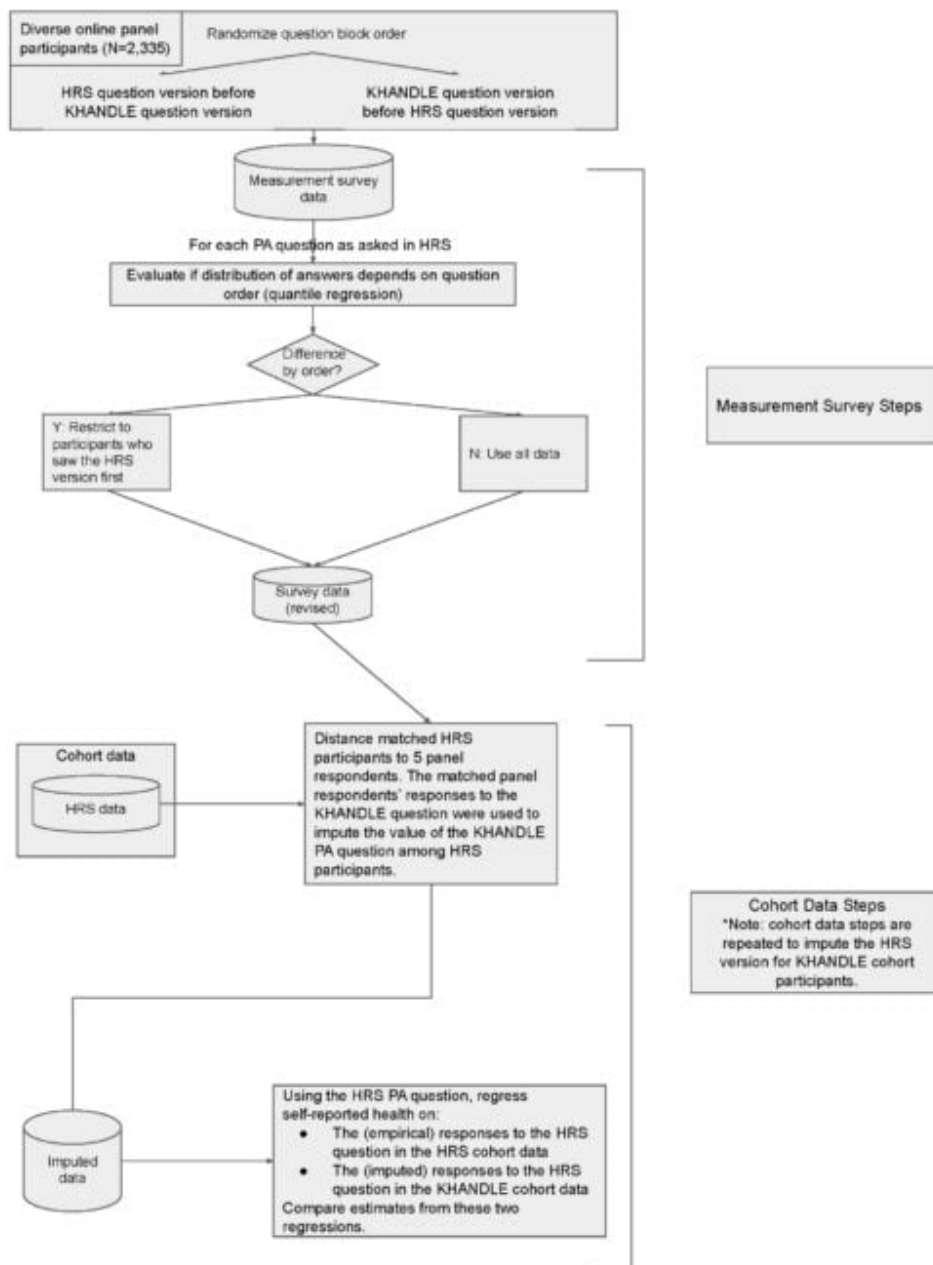 Diverse online panel
participants (N=2,335)
Randomize question block order
HRS question version before
KHANDLE question version
KHANDLE question version
before HRS question version
Measurement survey
data
For each PA question as asked in HRS
Evaluate if distribution of answers depends on question
order (quantile regression)
Difference
by order?
Y: Restrict to
participants who
saw the HRS
version first
N: Use all data
Measurement Survey Steps
Survey data
(revised)
Cohort data
HRS data
Distance matched HRS
participants to 5 panel
respondents. The matched panel
respondents' responses to the
KHANDLE question were used to
impute the value of the KHANDLE
PA question among HRS
participants.
Cohort Data Steps
*Note: cohort data steps are
repeated to impute the HRS
version for KHANDLE cohort
participants.
Imputed
data
Using the HRS PA question, regress
self-reported health on:
● The (empirical) responses to the HRS
question in the HRS cohort data
● The (imputed) responses to the HRS
question in the KHANDLE cohort data
Compare estimates from these two
regressions.